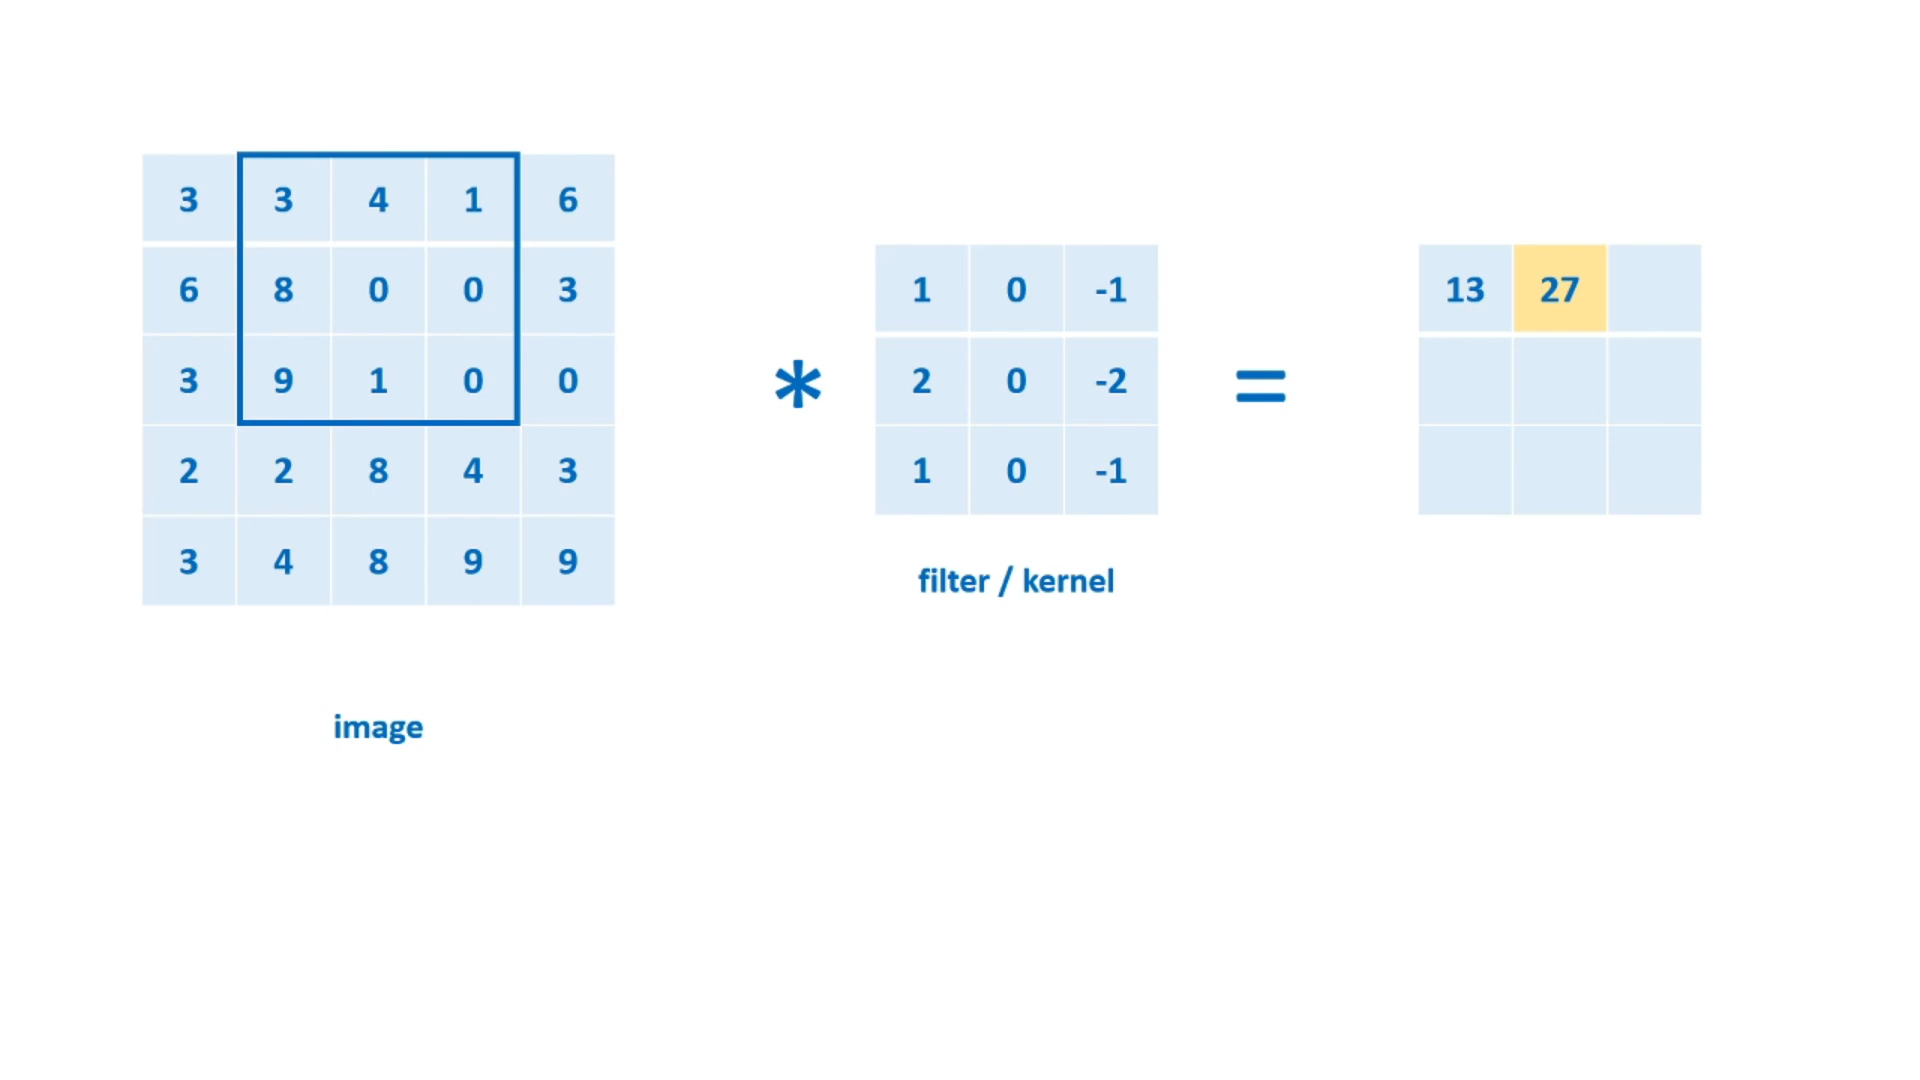 3 3 4 1 6
6 8 0 0 3
3 9 1 0 0
2 2 8 4 3
3 4 8 9 9
image
*
1 0 -1
2 0 -2
1 0 -1
filter / kernel
=
13 27